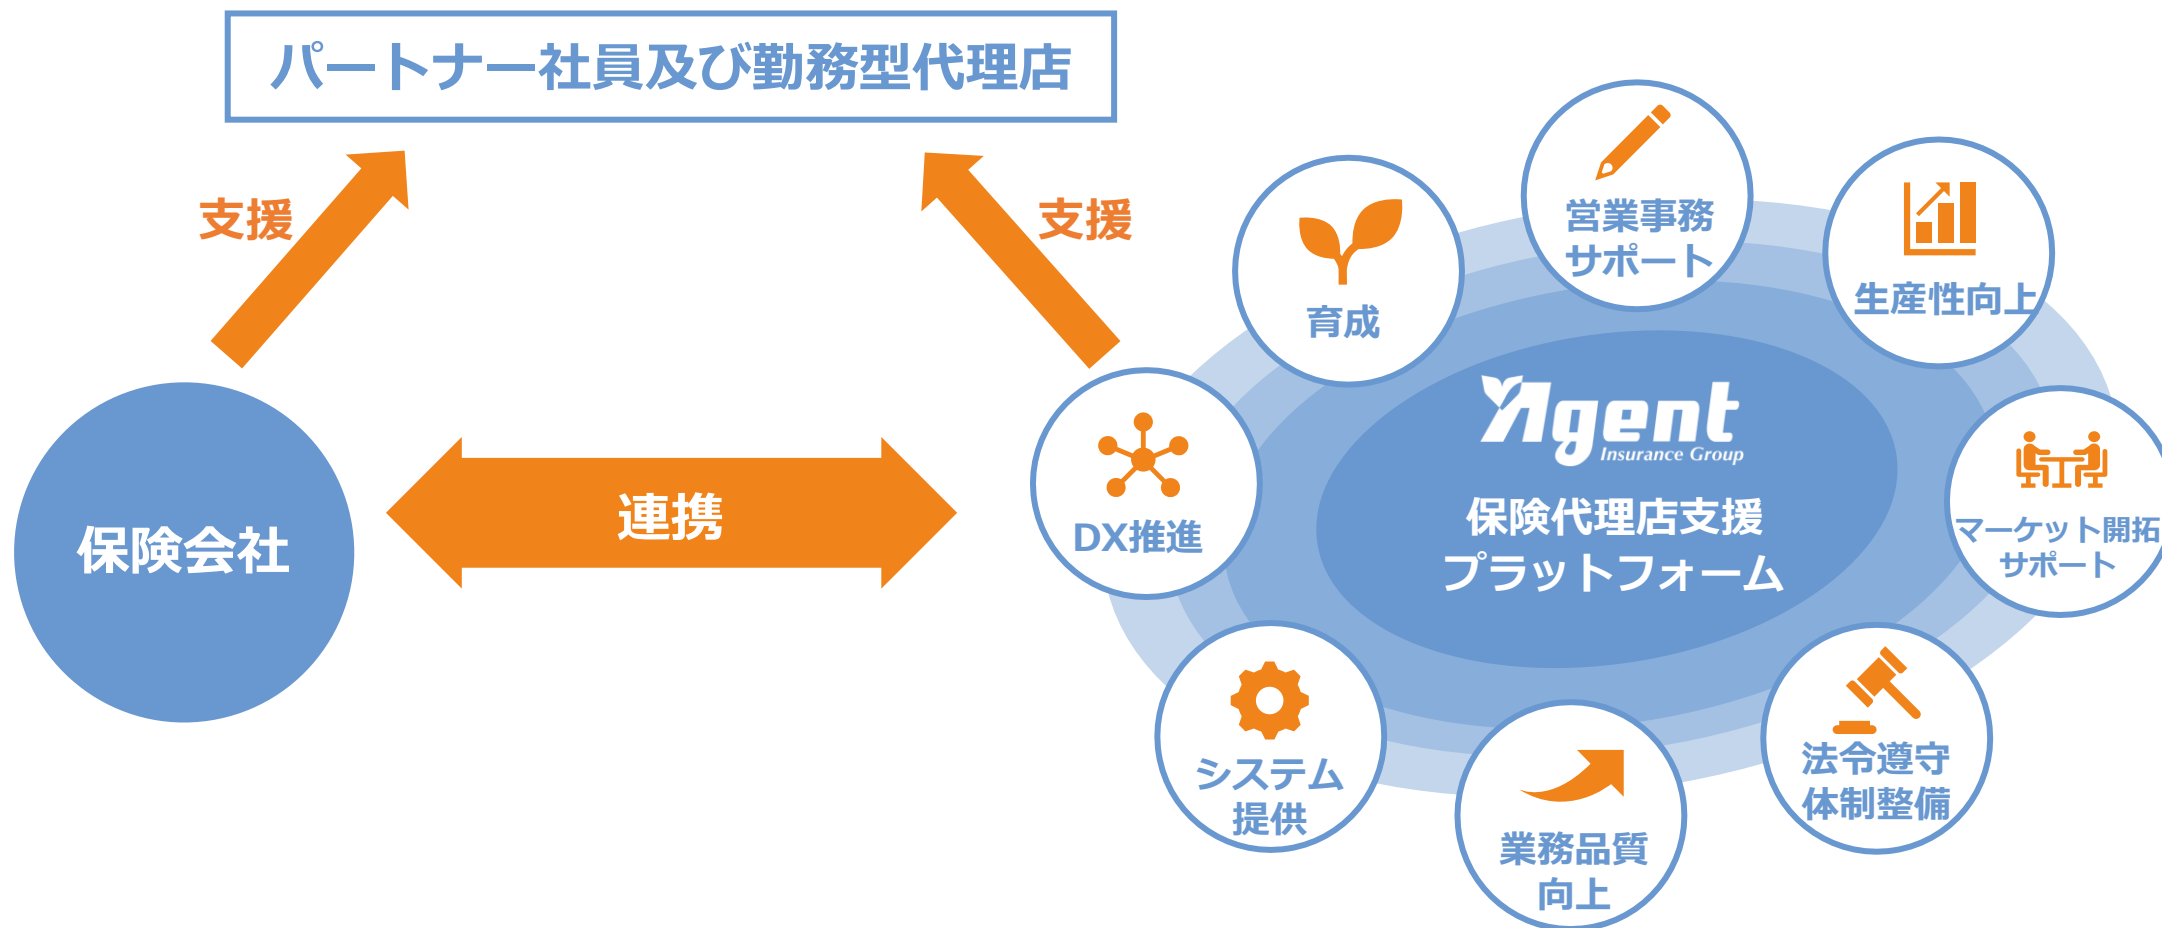 パートナー社員及び勤務型代理店
支援
支援
保険会社
連携
育成
営業事務
サポート
生産性向上
DX推進
Agent
Insurance Group
保険代理店支援
プラットフォーム
マーケット開拓
サポート
システム
提供
業務品質
向上
法令遵守
体制整備